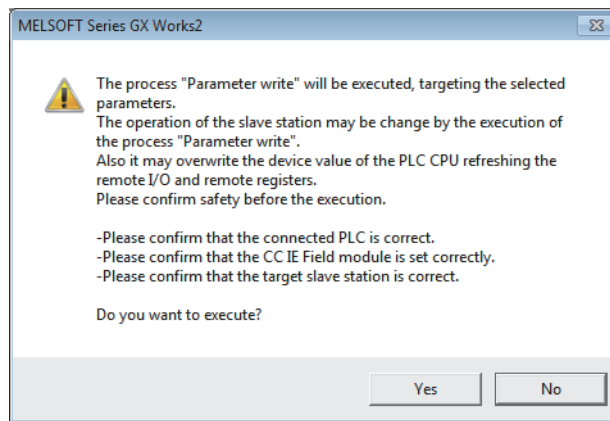 MELSOFT Series GX Works2
The process "Parameter write" will be executed, targeting the selected
parameters.
The operation of the slave station may be change by the execution of
the process "Parameter write".
Also it may overwrite the device value of the PLC CPU refreshing the
remote I/O and remote registers.
Please confirm safety before the execution.
-Please confirm that the connected PLC is correct.
-Please confirm that the CC IE Field module is set correctly.
-Please confirm that the target slave station is correct.
Do you want to execute?
Yes
No